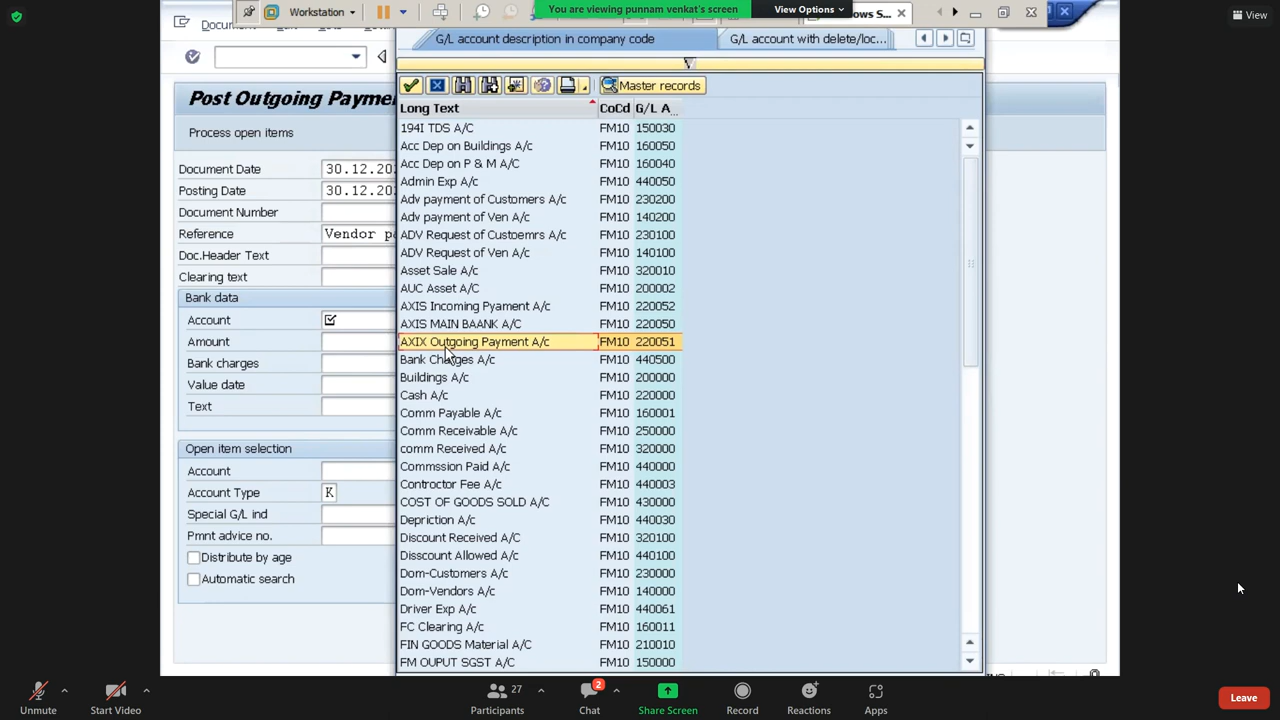 You are viewing punnam venkat's screen
View Options
View
Workstation
G/L account description in company code
G/L account with delete/loc...
Post Outgoing Payme
Process open items
Master records
Long Text CoCd G/L A...
194I TDS A/C FM10 150030
Acc Dep on Buildings A/c FM10 160050
Acc Dep on P & M A/C FM10 160040
Admin Exp A/c FM10 440050
Adv payment of Customers A/c FM10 230200
Adv payment of Ven A/c FM10 140200
ADV Request of Custoemrs A/c FM10 230100
ADV Request of Ven A/c FM10 140100
Asset Sale A/c FM10 320010
AUC Asset A/C FM10 200002
AXIS Incoming Pyament A/c FM10 220052
AXIS MAIN BAANK A/C FM10 220050
AXIX Outgoing Payment A/c FM10 220051
Bank Charges A/c FM10 440500
Buildings A/c FM10 200000
Cash A/c FM10 220000
Comm Payable A/c FM10 160001
Comm Receivable A/c FM10 250000
comm Received A/c FM10 320000
Commssion Paid A/c FM10 440000
Controctor Fee A/c FM10 440003
COST OF GOODS SOLD A/C FM10 430000
Depriction A/c FM10 440030
Discount Received A/C FM10 320100
Disscount Allowed A/c FM10 440100
Dom-Customers A/c FM10 230000
Dom-Vendors A/c FM10 140000
Driver Exp A/c FM10 440061
FC Clearing A/c FM10 160011
FIN GOODS Material A/C FM10 210010
FM OUPUT SGST A/C FM10 150000
Document Date 30.12.20
Posting Date 30.12.20
Document Number
Reference Vendor p
Doc.Header Text
Clearing text
Bank data
Account
Amount
Bank charges
Value date
Text
Open item selection
Account
Account Type K
Special G/L ind
Pmnt advice no.
Distribute by age
Automatic search
Unmute
Start Video
27
Participants
2
Chat
Share Screen
Record
Reactions
Apps
Leave